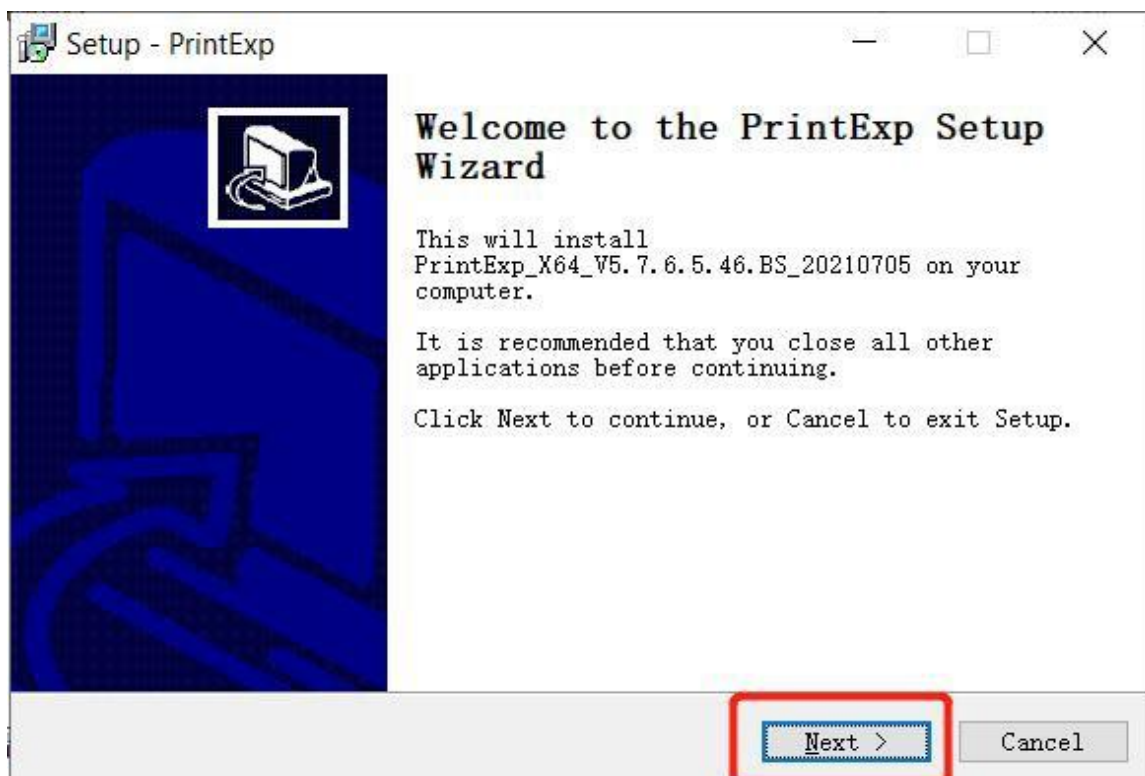 Setup - PrintExp
Welcome to the PrintExp Setup
Wizard
This will install
PrintExp_X64_V5.7.6.5.46.BS_20210705 on your
computer.
It is recommended that you close all other
applications before continuing.
Click Next to continue, or Cancel to exit Setup.
Next >
Cancel